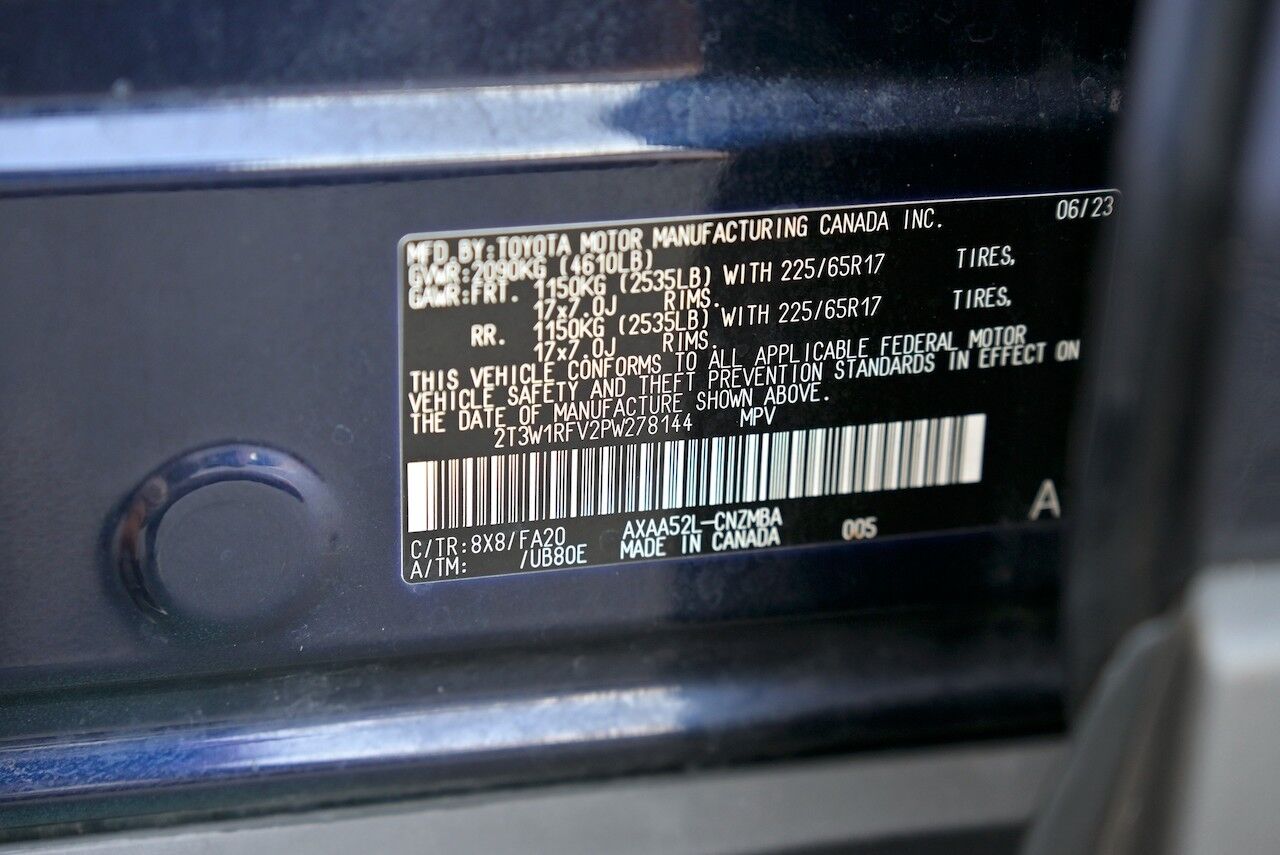 06/23
MFD.BY:TOYOTA MOTOR MANUFACTURING CANADA INC.
GVWR:2090KG (4610LB)
GAWR:FRT. 1150KG (2535LB) WITH 225/65R17 TIRES,
17x7.0J RIMS.
RR. 1150KG (2535LB) WITH 225/65R17 TIRES,
17x7.0J RIMS.
THIS VEHICLE CONFORMS TO ALL APPLICABLE FEDERAL MOTOR
VEHICLE SAFETY AND THEFT PREVENTION STANDARDS IN EFFECT ON
THE DATE OF MANUFACTURE SHOWN ABOVE.
2T3W1RFV2PW278144 MPV
C/TR:8X8/FA20 AXAA52L-CNZMBA 005 A
A/TM: /UB80E MADE IN CANADA